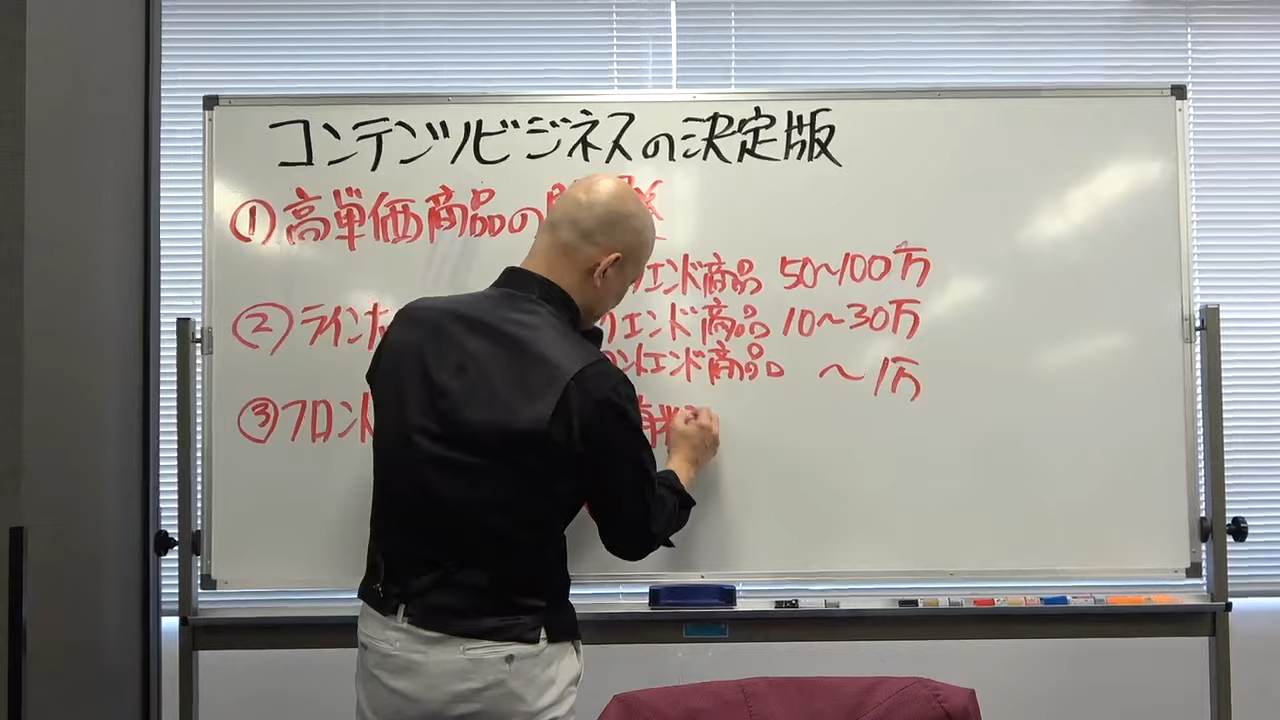 コンテンツビジネスの決定版
①高単価商品の
エンド商品 50〜100万
②ライン
エンド商品 10〜30万
ントエンド商品 〜1万
③フロント